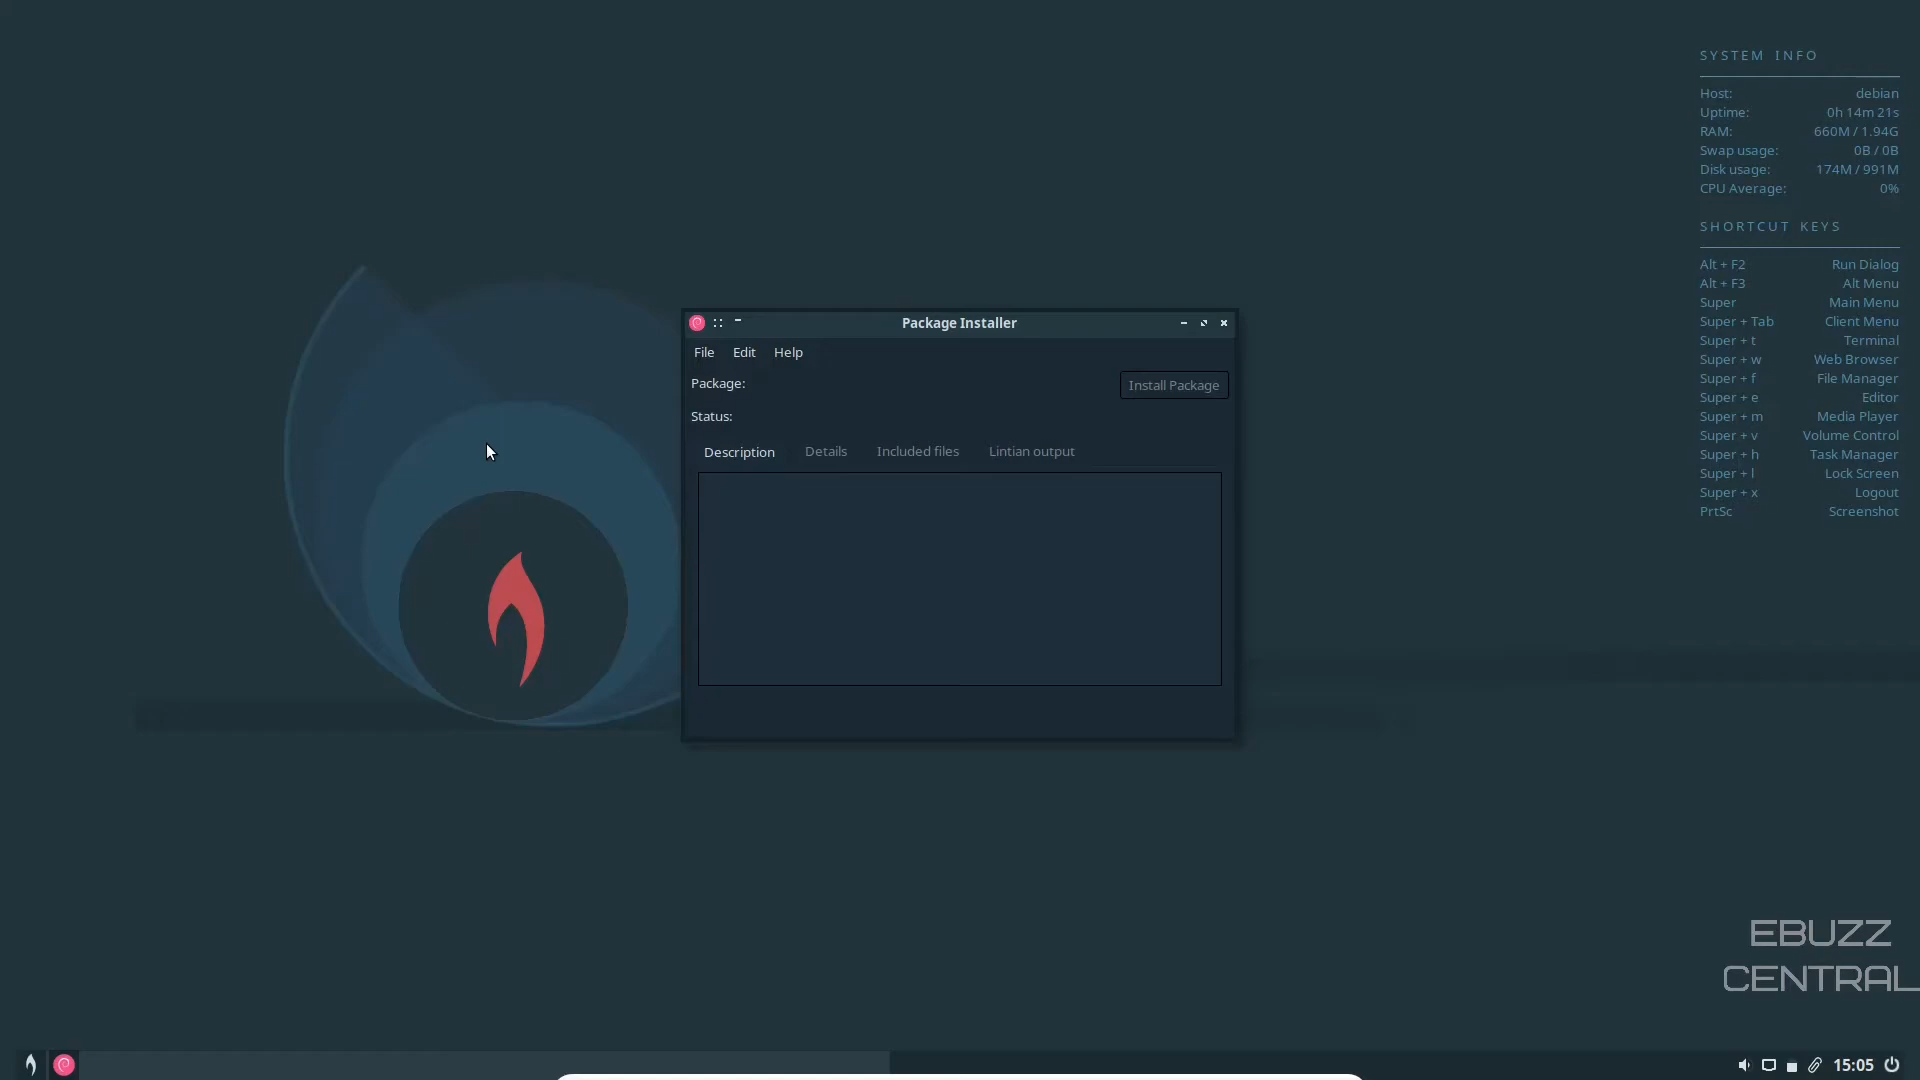 SYSTEM INFO
Host: debian
Uptime: 0h 14m 21s
RAM: 660M / 1.94G
Swap usage: 0B / 0B
Disk usage: 174M / 991M
CPU Average: 0%
SHORTCUT KEYS
Alt + F2 Run Dialog
Alt + F3 Alt Menu
Super Main Menu
Super + Tab Client Menu
Super + t Terminal
Super + w Web Browser
Super + f File Manager
Super + e Editor
Super + m Media Player
Super + v Volume Control
Super + h Task Manager
Super + l Lock Screen
Super + x Logout
PrtSc Screenshot
Package Installer
File Edit Help
Package: Install Package
Status:
Description Details Included files Lintian output
EBUZZ
CENTRAL
15:05